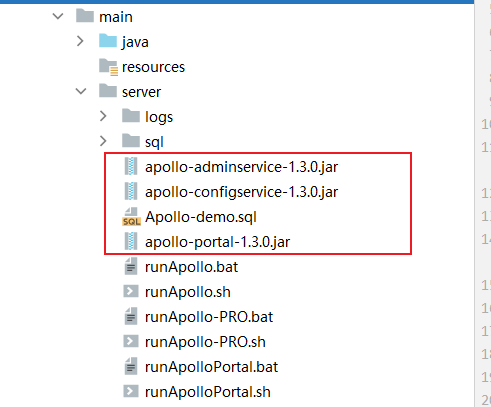 main
java
resources
server
logs
sql
apollo-adminservice-1.3.0.jar
apollo-configservice-1.3.0.jar
SQL Apollo-demo.sql
apollo-portal-1.3.0.jar
runApollo.bat
runApollo.sh
runApollo-PRO.bat
runApollo-PRO.sh
runApolloPortal.bat
runApolloPortal.sh